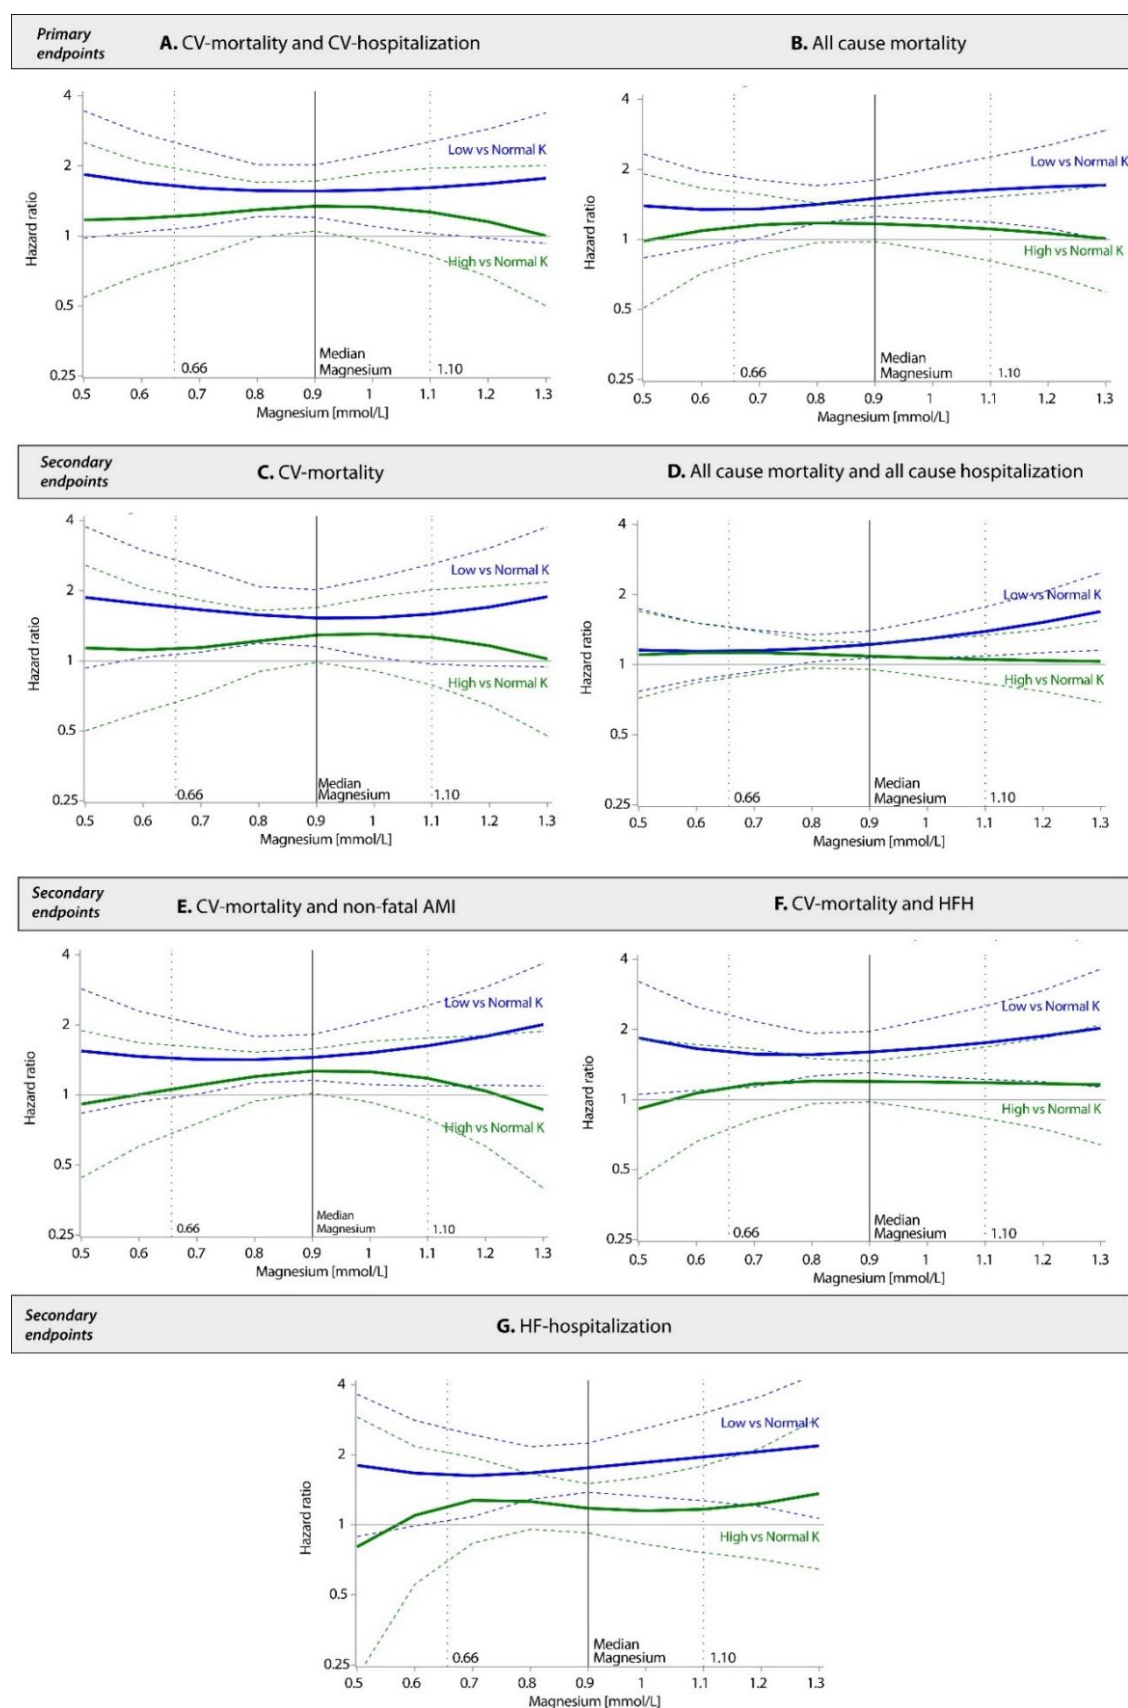 Primary
endpoints
A. CV-mortality and CV-hospitalization
B. All cause mortality
4
2
1
0.5
0.25
Hazard ratio
Low vs Normal K
High vs Normal K
0.66
Median
Magnesium
1.10
0.5 0.6 0.7 0.8 0.9 1 1.1 1.2 1.3
Magnesium [mmol/L]
4
2
1
0.5
0.25
Hazard ratio
Low vs Normal K
High vs Normal K
0.66
Median
Magnesium
1.10
0.5 0.6 0.7 0.8 0.9 1 1.1 1.2 1.3
Magnesium [mmol/L]
Secondary
endpoints
C. CV-mortality
D. All cause mortality and all cause hospitalization
4
2
1
0.5
0.25
Hazard ratio
Low vs Normal K
High vs Normal K
0.66
Median
Magnesium
1.10
0.5 0.6 0.7 0.8 0.9 1 1.1 1.2 1.3
Magnesium [mmol/L]
4
2
1
0.5
0.25
Hazard ratio
Low vs Normal K
High vs Normal K
0.66
Median
Magnesium
1.10
0.5 0.6 0.7 0.8 0.9 1 1.1 1.2 1.3
Magnesium [mmol/L]
Secondary
endpoints
E. CV-mortality and non-fatal AMI
F. CV-mortality and HFH
4
2
1
0.5
0.25
Hazard ratio
Low vs Normal K
High vs Normal K
0.66
Median
Magnesium
1.10
0.5 0.6 0.7 0.8 0.9 1 1.1 1.2 1.3
Magnesium [mmol/L]
4
2
1
0.5
0.25
Hazard ratio
Low vs Normal K
High vs Normal K
0.66
Median
Magnesium
1.10
0.5 0.6 0.7 0.8 0.9 1 1.1 1.2 1.3
Magnesium [mmol/L]
Secondary
endpoints
G. HF-hospitalization
4
2
1
0.5
0.25
Hazard ratio
Low vs Normal K
High vs Normal K
0.66
Median
Magnesium
1.10
0.5 0.6 0.7 0.8 0.9 1 1.1 1.2 1.3
Magnesium [mmol/L]